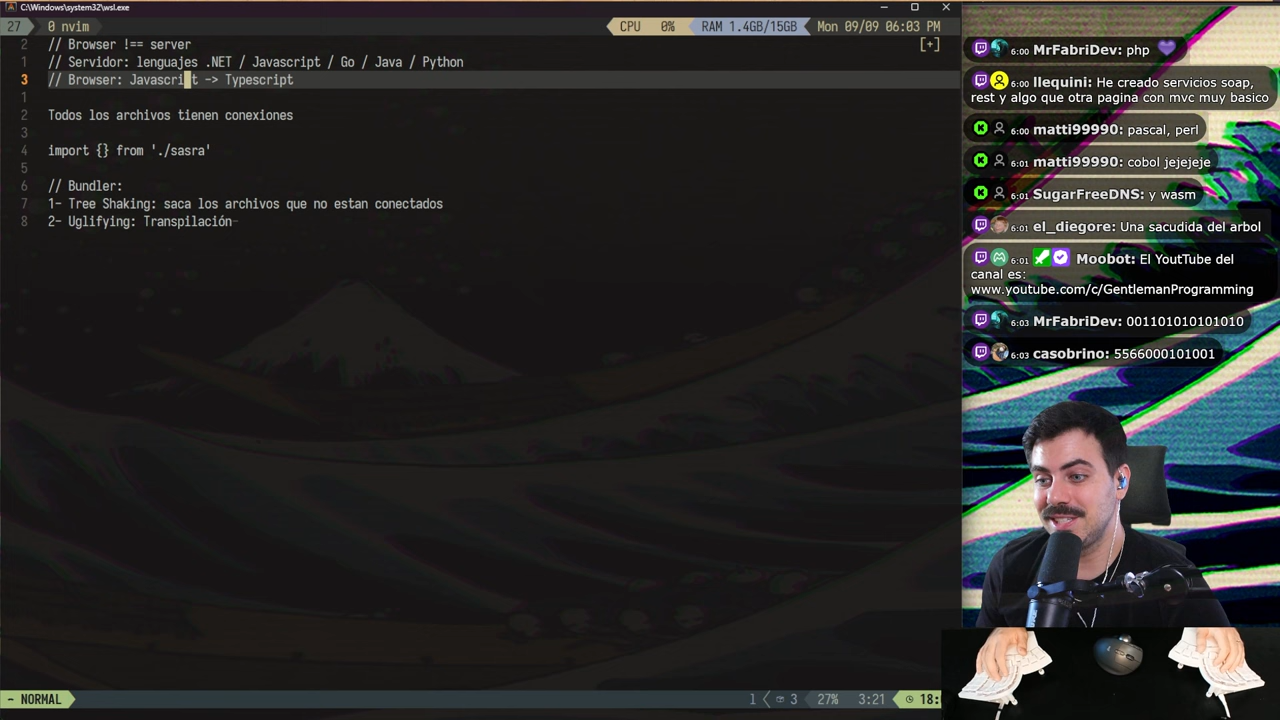 C:\Windows\system32\wsl.exe
27 0 nvim CPU 0% RAM 1.4GB/15GB Mon 09/09 06:03 PM
2 // Browser !== server [+]
1 // Servidor: lenguajes .NET / Javascript / Go / Java / Python
3 // Browser: Javascript -> Typescript
1
2 Todos los archivos tienen conexiones
3
4 import {} from './sasra'
5
6 // Bundler:
7 1- Tree Shaking: saca los archivos que no estan conectados
8 2- Uglifying: Transpilación
- NORMAL 1 3 27% 3:21 18:
6:00 MrFabriDev: php
6:00 llequini: He creado servicios soap,
rest y algo que otra pagina con mvc muy basico
6:00 matti99990: pascal, perl
6:01 matti99990: cobol jejejeje
6:01 SugarFreeDNS: y wasm
6:01 el_diegore: Una sacudida del arbol
6:01 Moobot: El YoutTube del
canal es:
www.youtube.com/c/GentlemanProgramming
6:03 MrFabriDev: 001101010101010
6:03 casobrino: 5566000101001